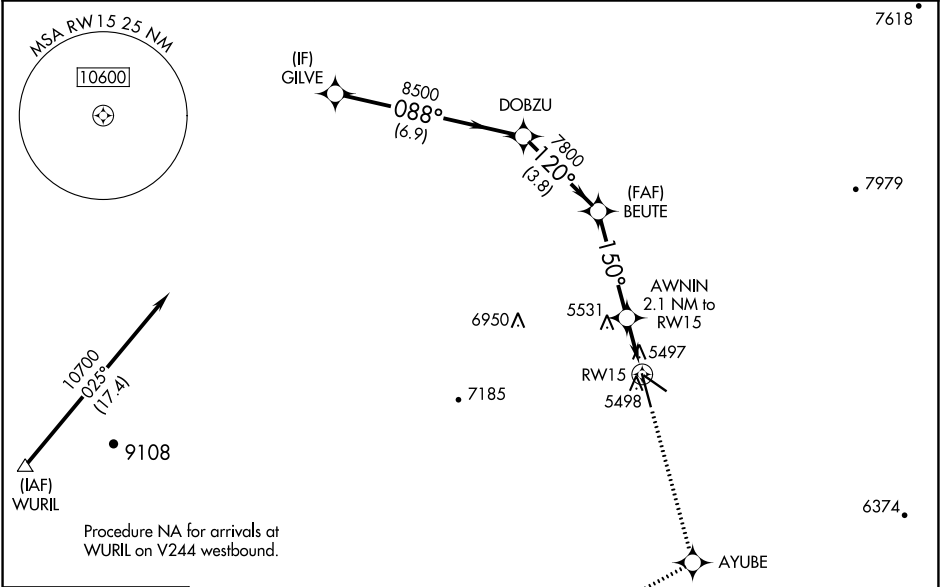 MSA RW15 25 NM
10600
7618
(IF)
GILVE
8500
088°
(6.9)
DOBZU
7800
120°
(3.8)
(FAF)
BEUTE
7979
150°
AWNIN
2.1 NM to
RW15
5531
6950
5497
RW15
5498
7185
10700
025°
(17.4)
9108
(IAF)
WURIL
6374
Procedure NA for arrivals at
WURIL on V244 westbound.
AYUBE